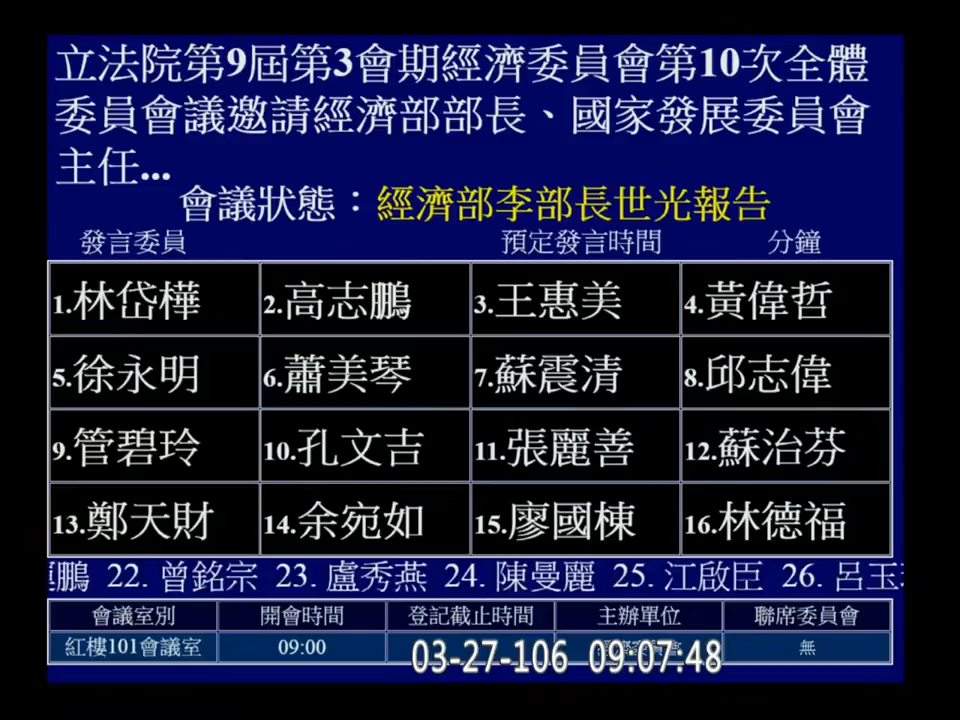 立法院第9屆第3會期經濟委員會第10次全體
委員會議邀請經濟部部長、國家發展委員會
主任...
會議狀態：經濟部李部長世光報告
發言委員 預定發言時間 分鐘
1.林岱樺 2.高志鵬 3.王惠美 4.黃偉哲
5.徐永明 6.蕭美琴 7.蘇震清 8.邱志偉
9.管碧玲 10.孔文吉 11.張麗善 12.蘇治芬
13.鄭天財 14.余宛如 15.廖國棟 16.林德福
鵬 22. 曾銘宗 23. 盧秀燕 24. 陳曼麗 25. 江啟臣 26. 呂玉
會議室別 開會時間 登記截止時間 主辦單位 聯席委員會
紅樓101會議室 09:00 無
03-27-106 09:07:48